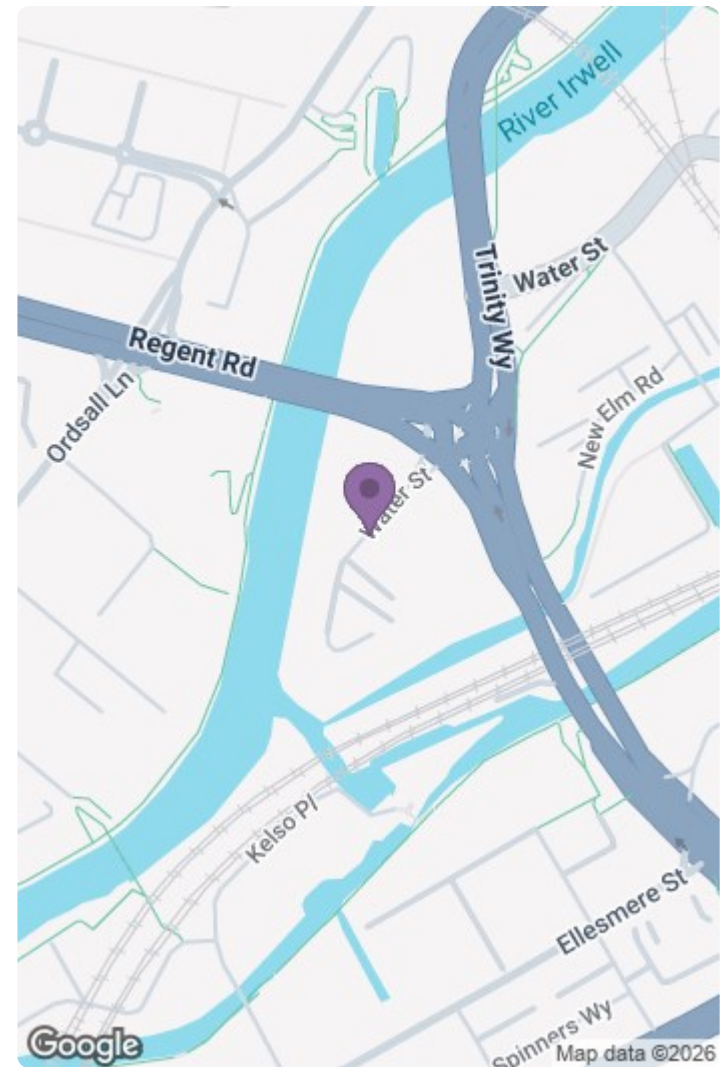 River Irwell
Water St
Trinity Wy
Regent Rd
Ordsall Ln
New Elm Rd
Water St
Kelso Pl
Ellesmere St
Spinners Wy
Google
Map data ©2026